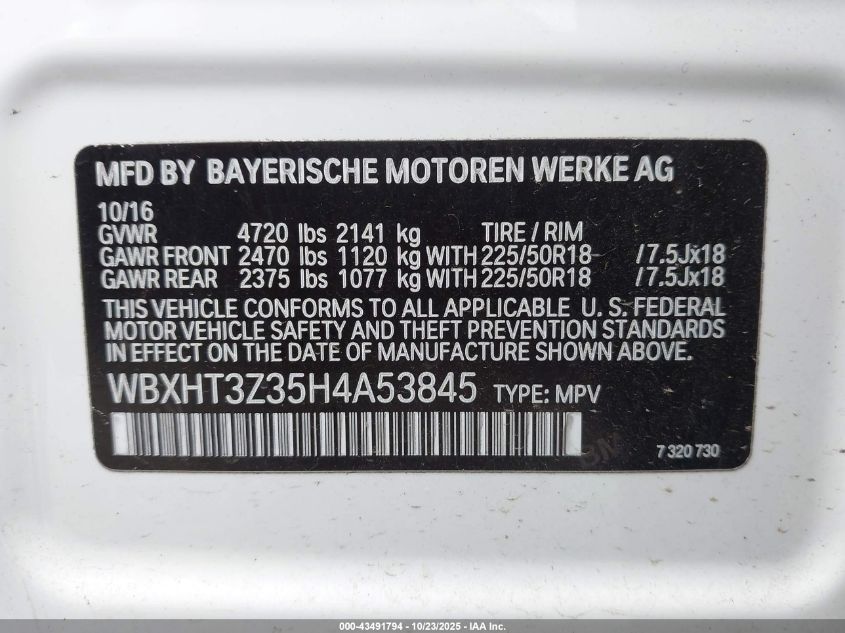 MFD BY BAYERISCHE MOTOREN WERKE AG
10/16
GVWR 4720 lbs 2141 kg TIRE / RIM
GAWR FRONT 2470 lbs 1120 kg WITH 225/50R18 / 7.5Jx18
GAWR REAR 2375 lbs 1077 kg WITH 225/50R18 / 7.5Jx18
THIS VEHICLE CONFORMS TO ALL APPLICABLE U. S. FEDERAL
MOTOR VEHICLE SAFETY AND THEFT PREVENTION STANDARDS
IN EFFECT ON THE DATE OF MANUFACTURE SHOWN ABOVE.
WBXHT3Z35H4A53845 TYPE: MPV
7 320 730
000-43491794 - 10/23/2025 - IAA Inc.